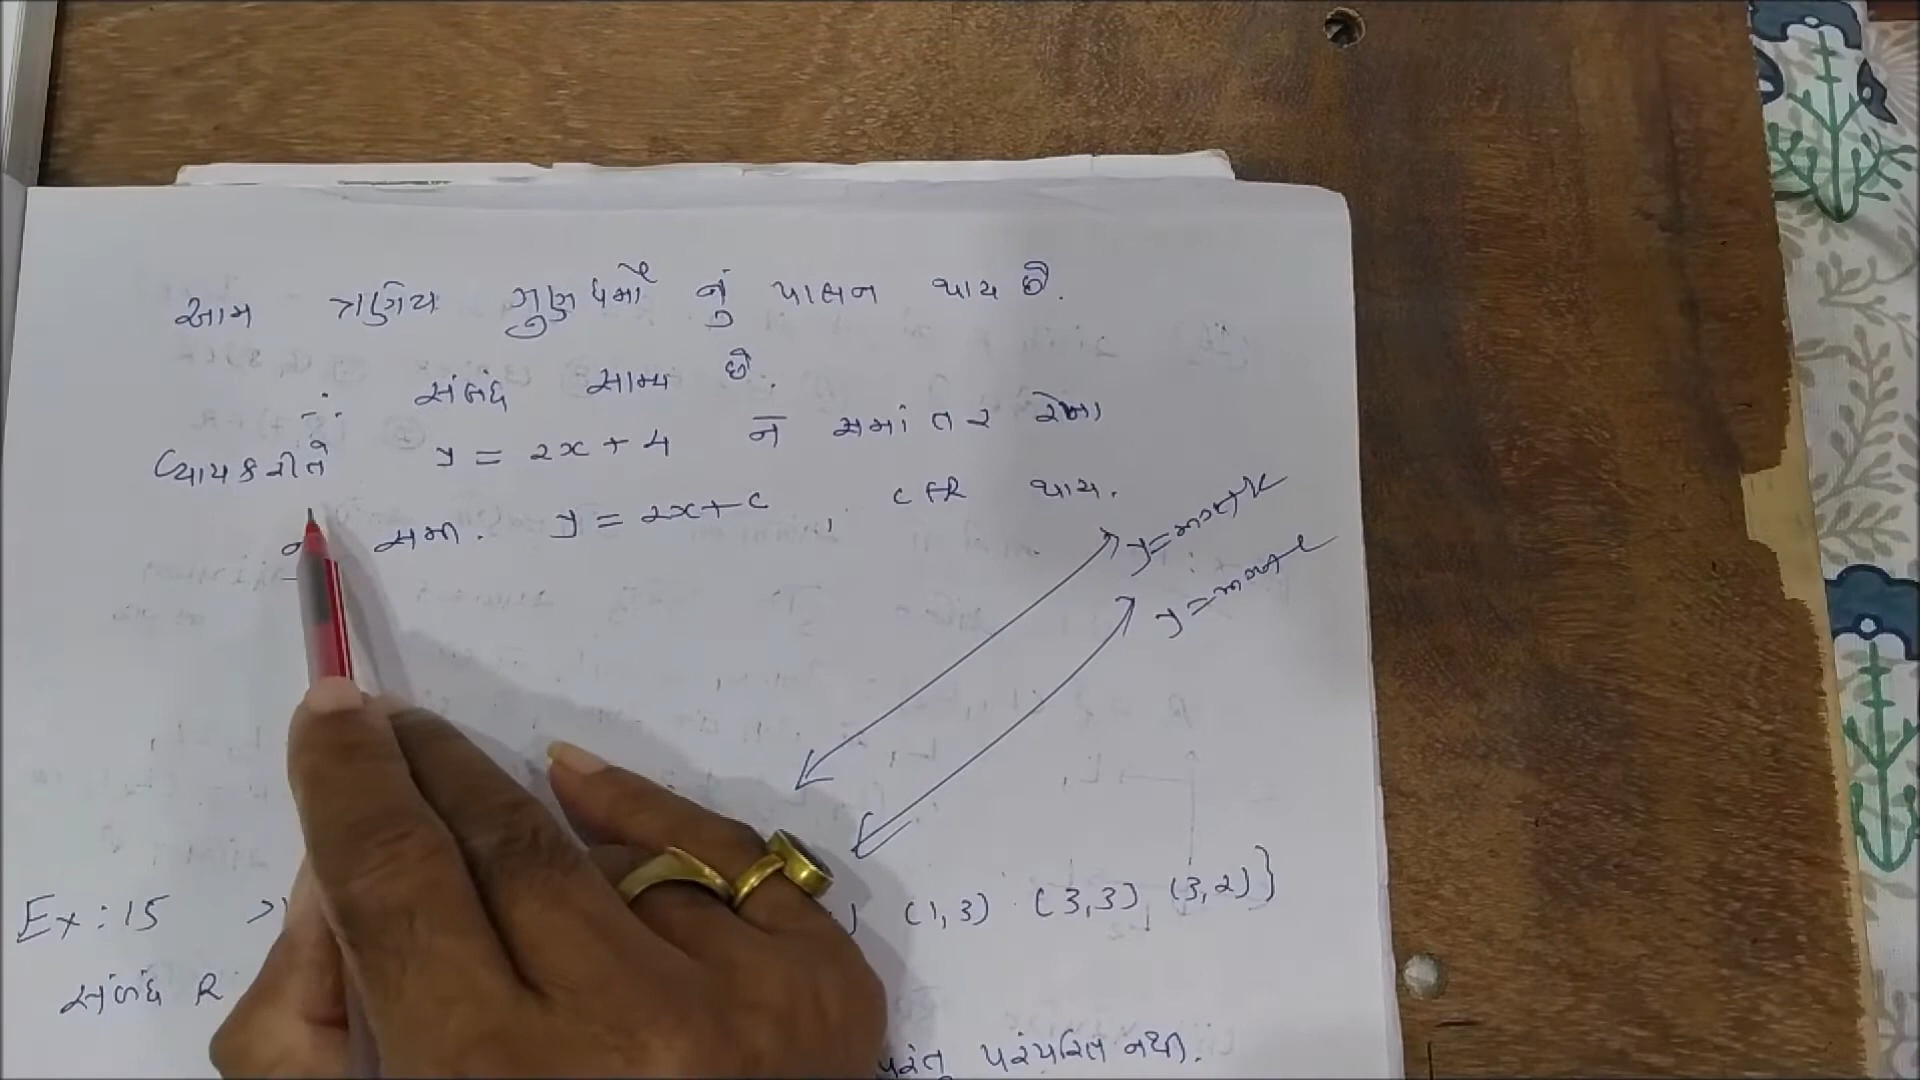 આમ ત્રણેય ગુણધર્મો નું પાલન થાય છે.
∴ સંબંધ સામ્ય છે.
વ્યાપક રીતે y = 2x + 4 ને સમાંતર રેખા
સમી. y = 2x + c , C ∈ R થાય.
y = mx + k
y = mx + l
Ex : 15 (1,3) (3,3) (3,2)}
સંબંધ R
પરંતુ પરંપરિત નથી.